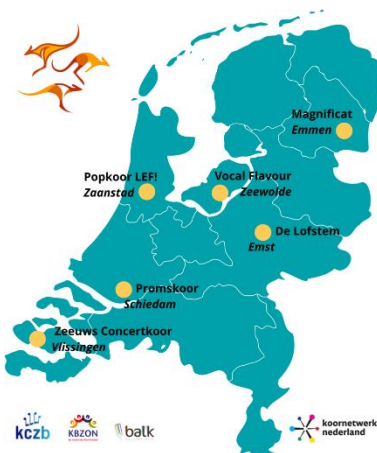 Magnificat
Emmen
Popkoor LEF!
Zaanstad
Vocal Flavour
Zeewolde
De Lofstem
Emst
Promskoor
Schiedam
Zeeuws Concertkoor
Vlissingen
kczb
KBZON
balk
koornetwerk
nederland